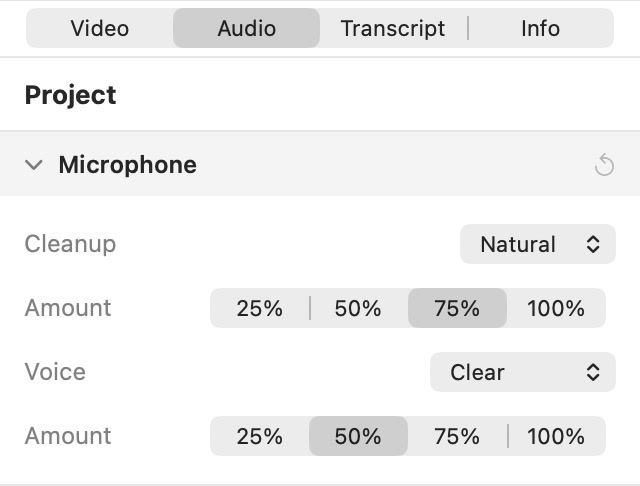 Video Audio Transcript Info
Project
Microphone
Cleanup Natural
Amount 25% 50% 75% 100%
Voice Clear
Amount 25% 50% 75% 100%